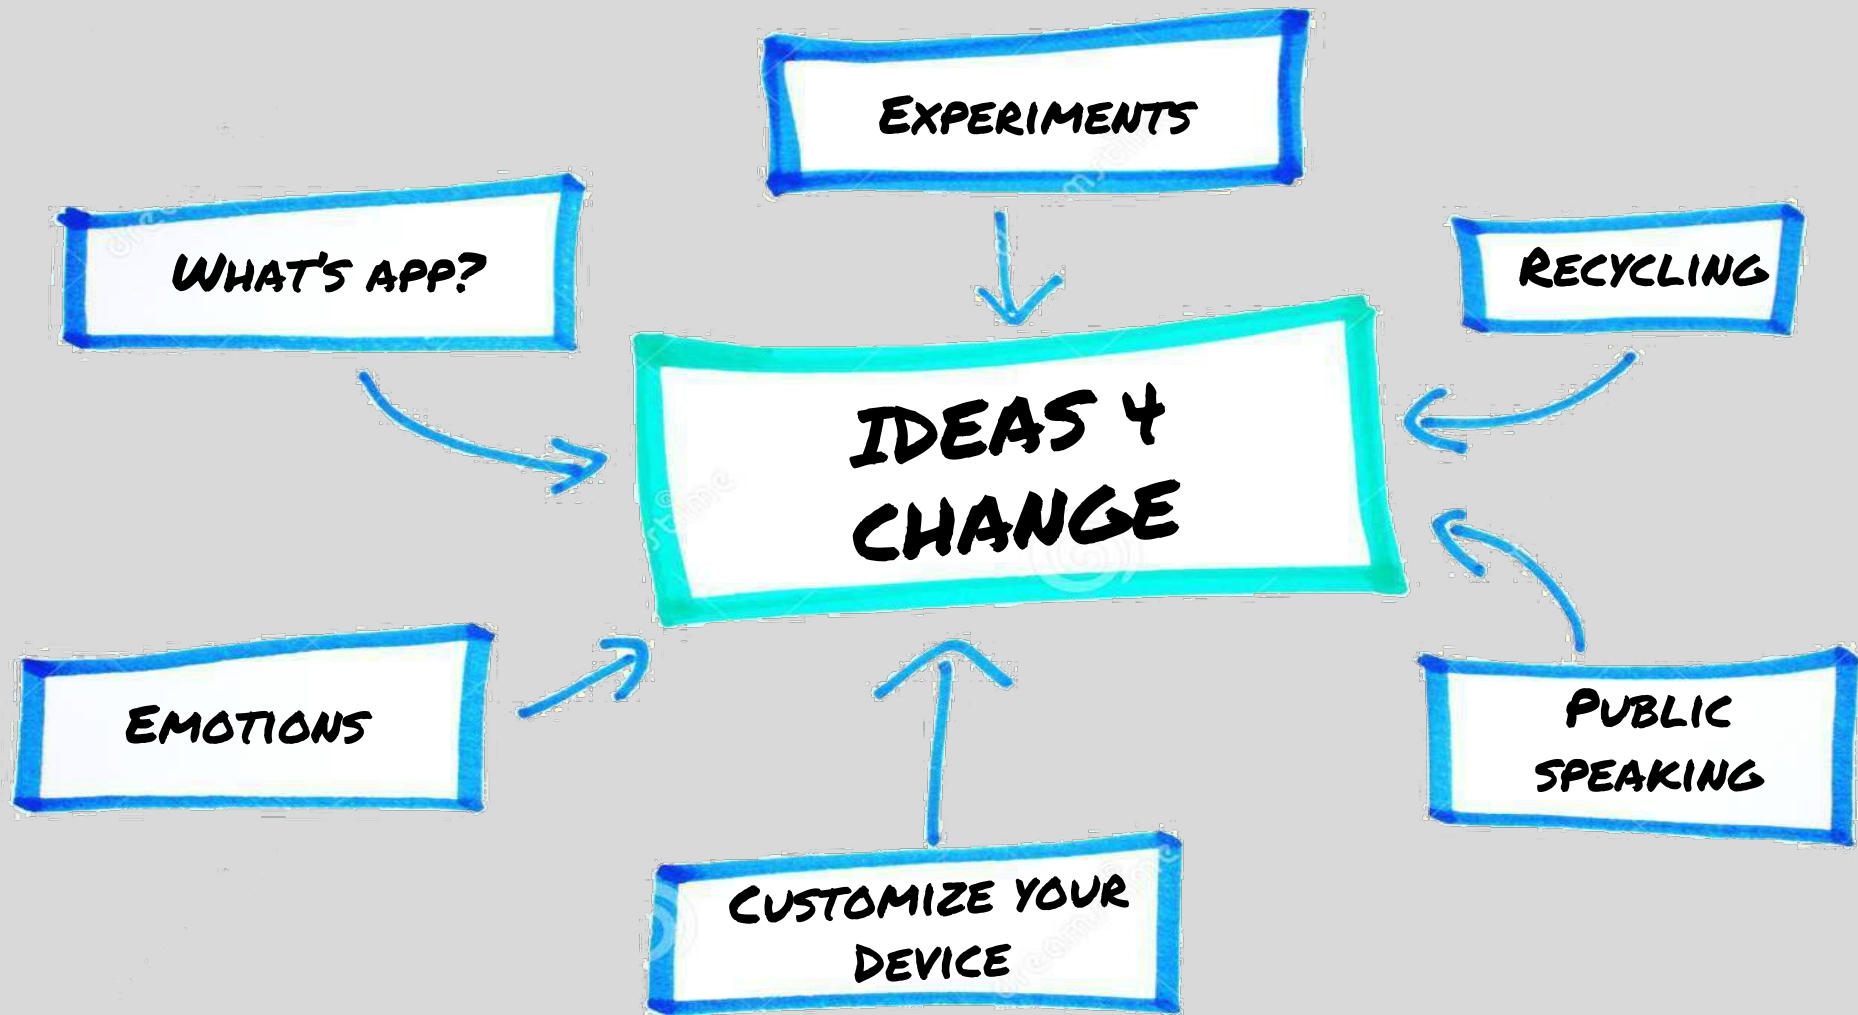 EXPERIMENTS
WHAT'S APP?
RECYCLING
IDEAS 4
CHANGE
EMOTIONS
PUBLIC
SPEAKING
CUSTOMIZE YOUR
DEVICE